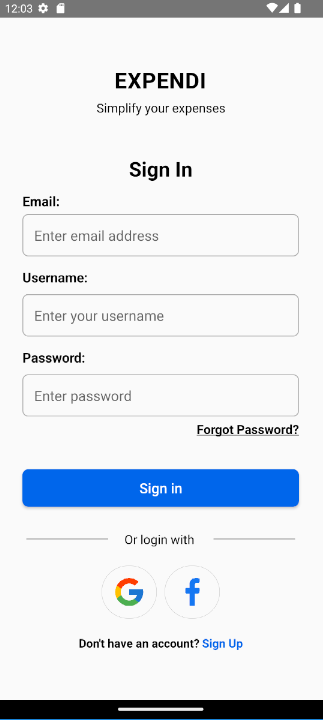 12:03
EXPENDI
Simplify your expenses
Sign In
Email:
Enter email address
Username:
Enter your username
Password:
Enter password
Forgot Password?
Sign in
Or login with
Don't have an account? Sign Up